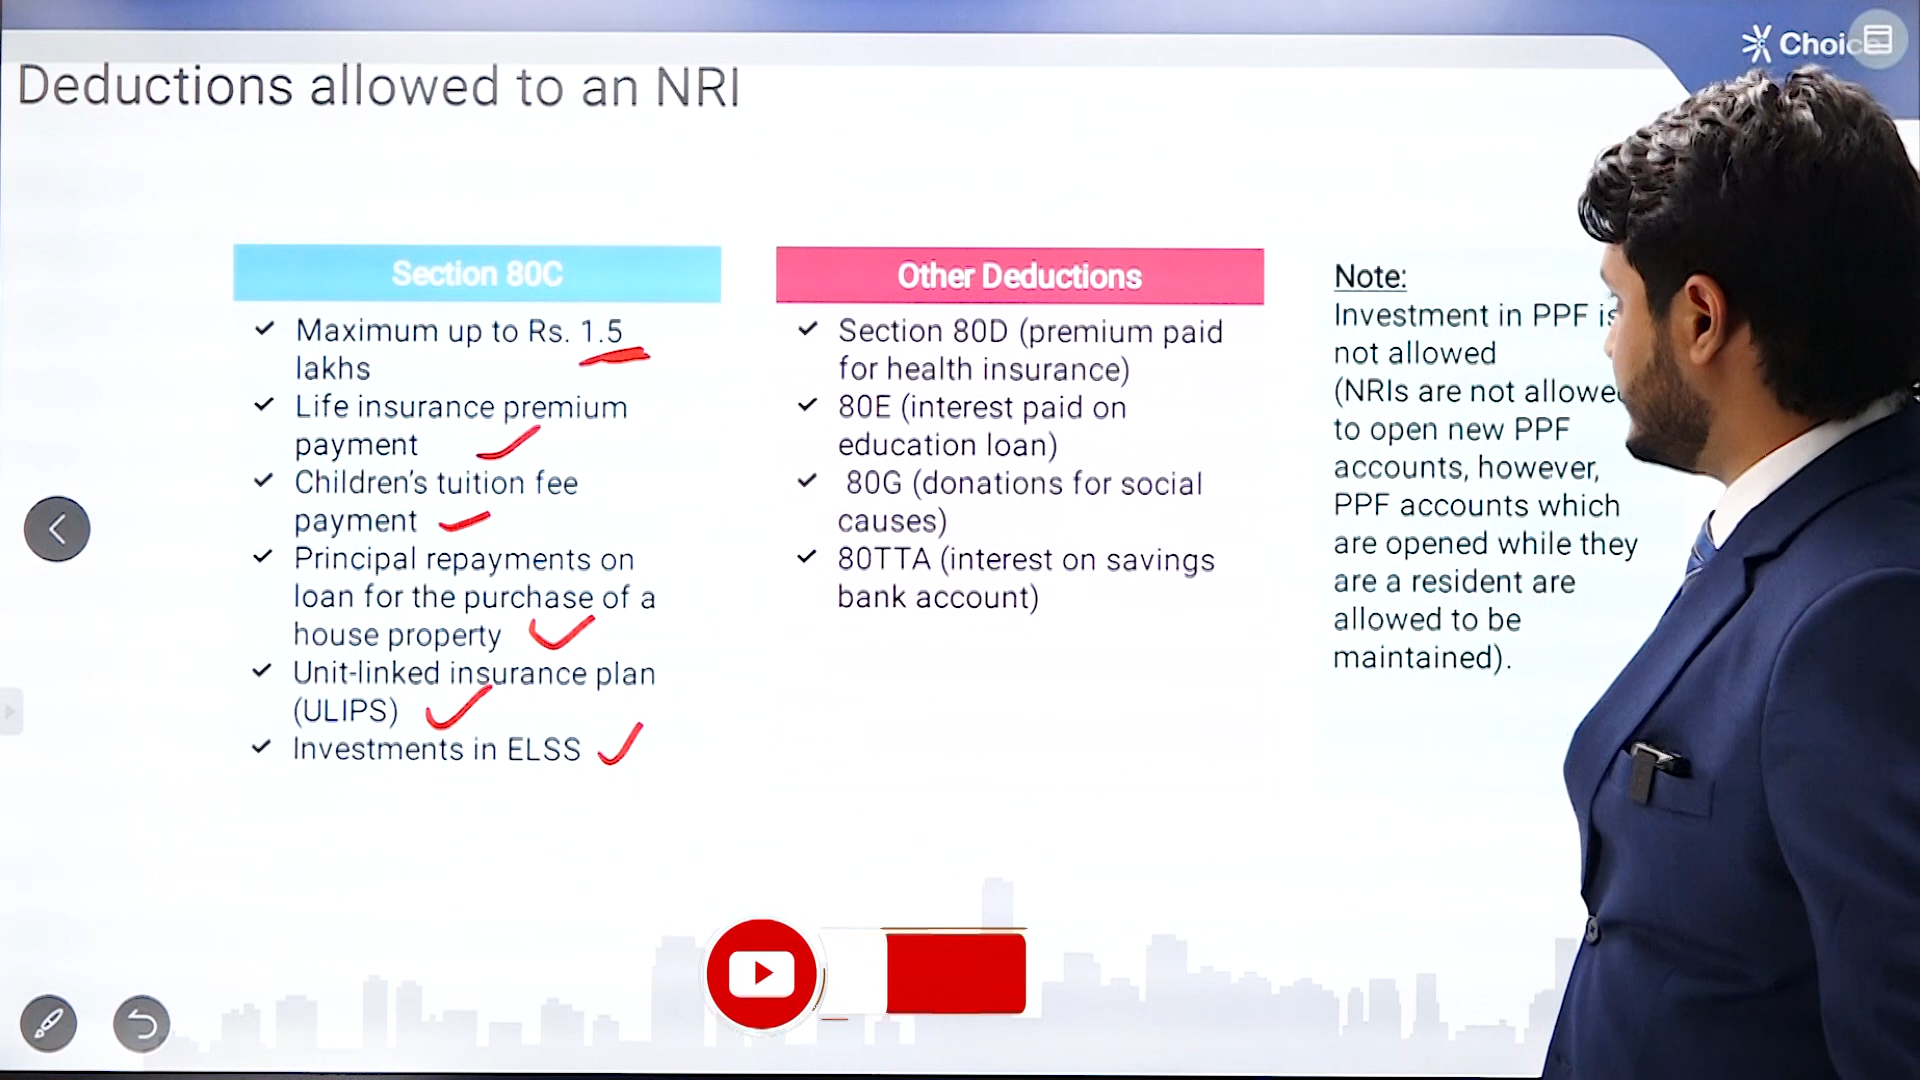 Choice
Deductions allowed to an NRI
Section 80C
Maximum up to Rs. 1.5
lakhs
Life insurance premium
payment
Children's tuition fee
payment
Principal repayments on
loan for the purchase of a
house property
Unit-linked insurance plan
(ULIPS)
Investments in ELSS
Other Deductions
Section 80D (premium paid
for health insurance)
80E (interest paid on
education loan)
80G (donations for social
causes)
80TTA (interest on savings
bank account)
Note:
Investment in PPF is
not allowed
(NRIs are not allowed
to open new PPF
accounts, however,
PPF accounts which
are opened while they
are a resident are
allowed to be
maintained).